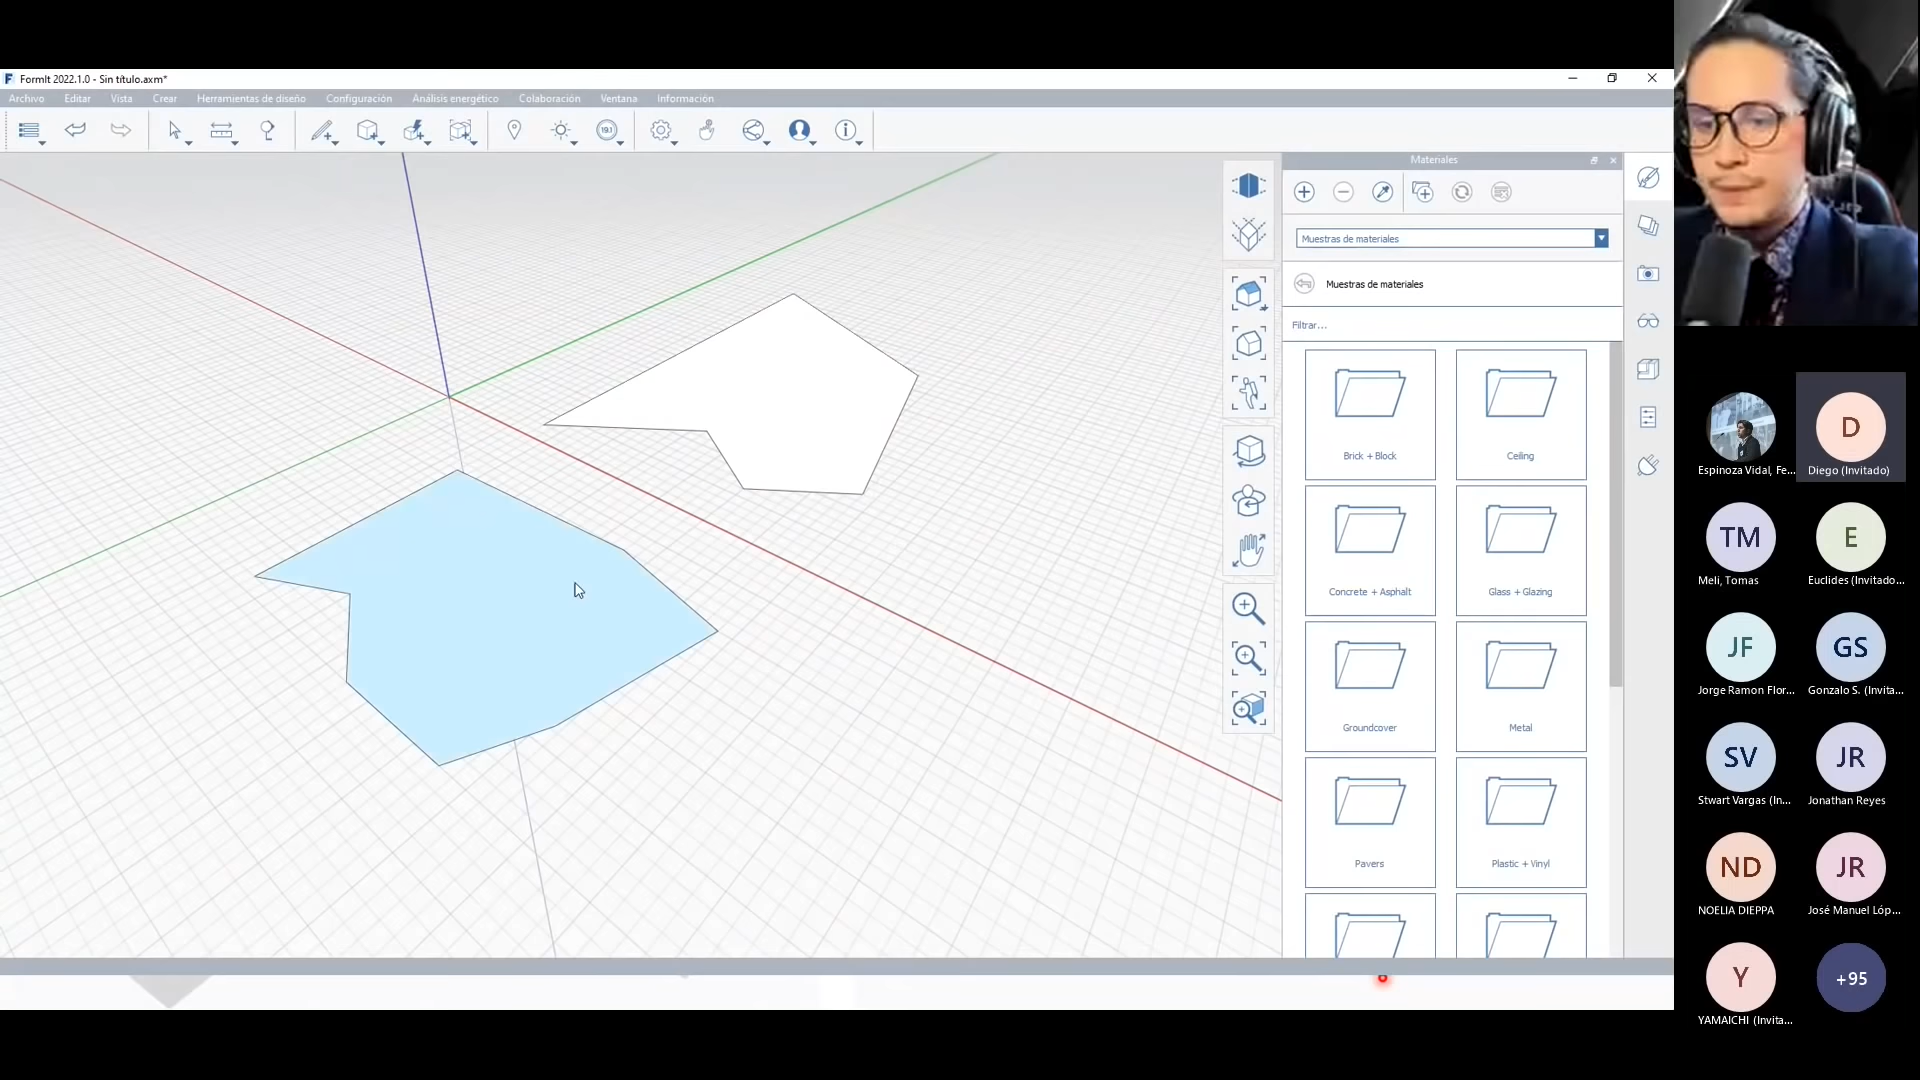 FormIt 2022.1.0 - Sin título.axm*
Archivo Editar Vista Crear Herramientas de diseño Configuración Análisis energético Colaboración Ventana Información
19.1
Materiales
Muestras de materiales
Muestras de materiales
Filtrar...
Brick + Block
Ceiling
Concrete + Asphalt
Glass + Glazing
Groundcover
Metal
Pavers
Plastic + Vinyl
D
Espinoza Vidal, Fe...
Diego (Invitado)
TM
E
Meli, Tomas
Euclides (Invitado...
JF
GS
Jorge Ramon Flor...
Gonzalo S. (Invita...
SV
JR
Stwart Vargas (In...
Jonathan Reyes
ND
JR
NOELIA DIEPPA
José Manuel Lóp...
Y
+95
YAMAICHI (Invita...